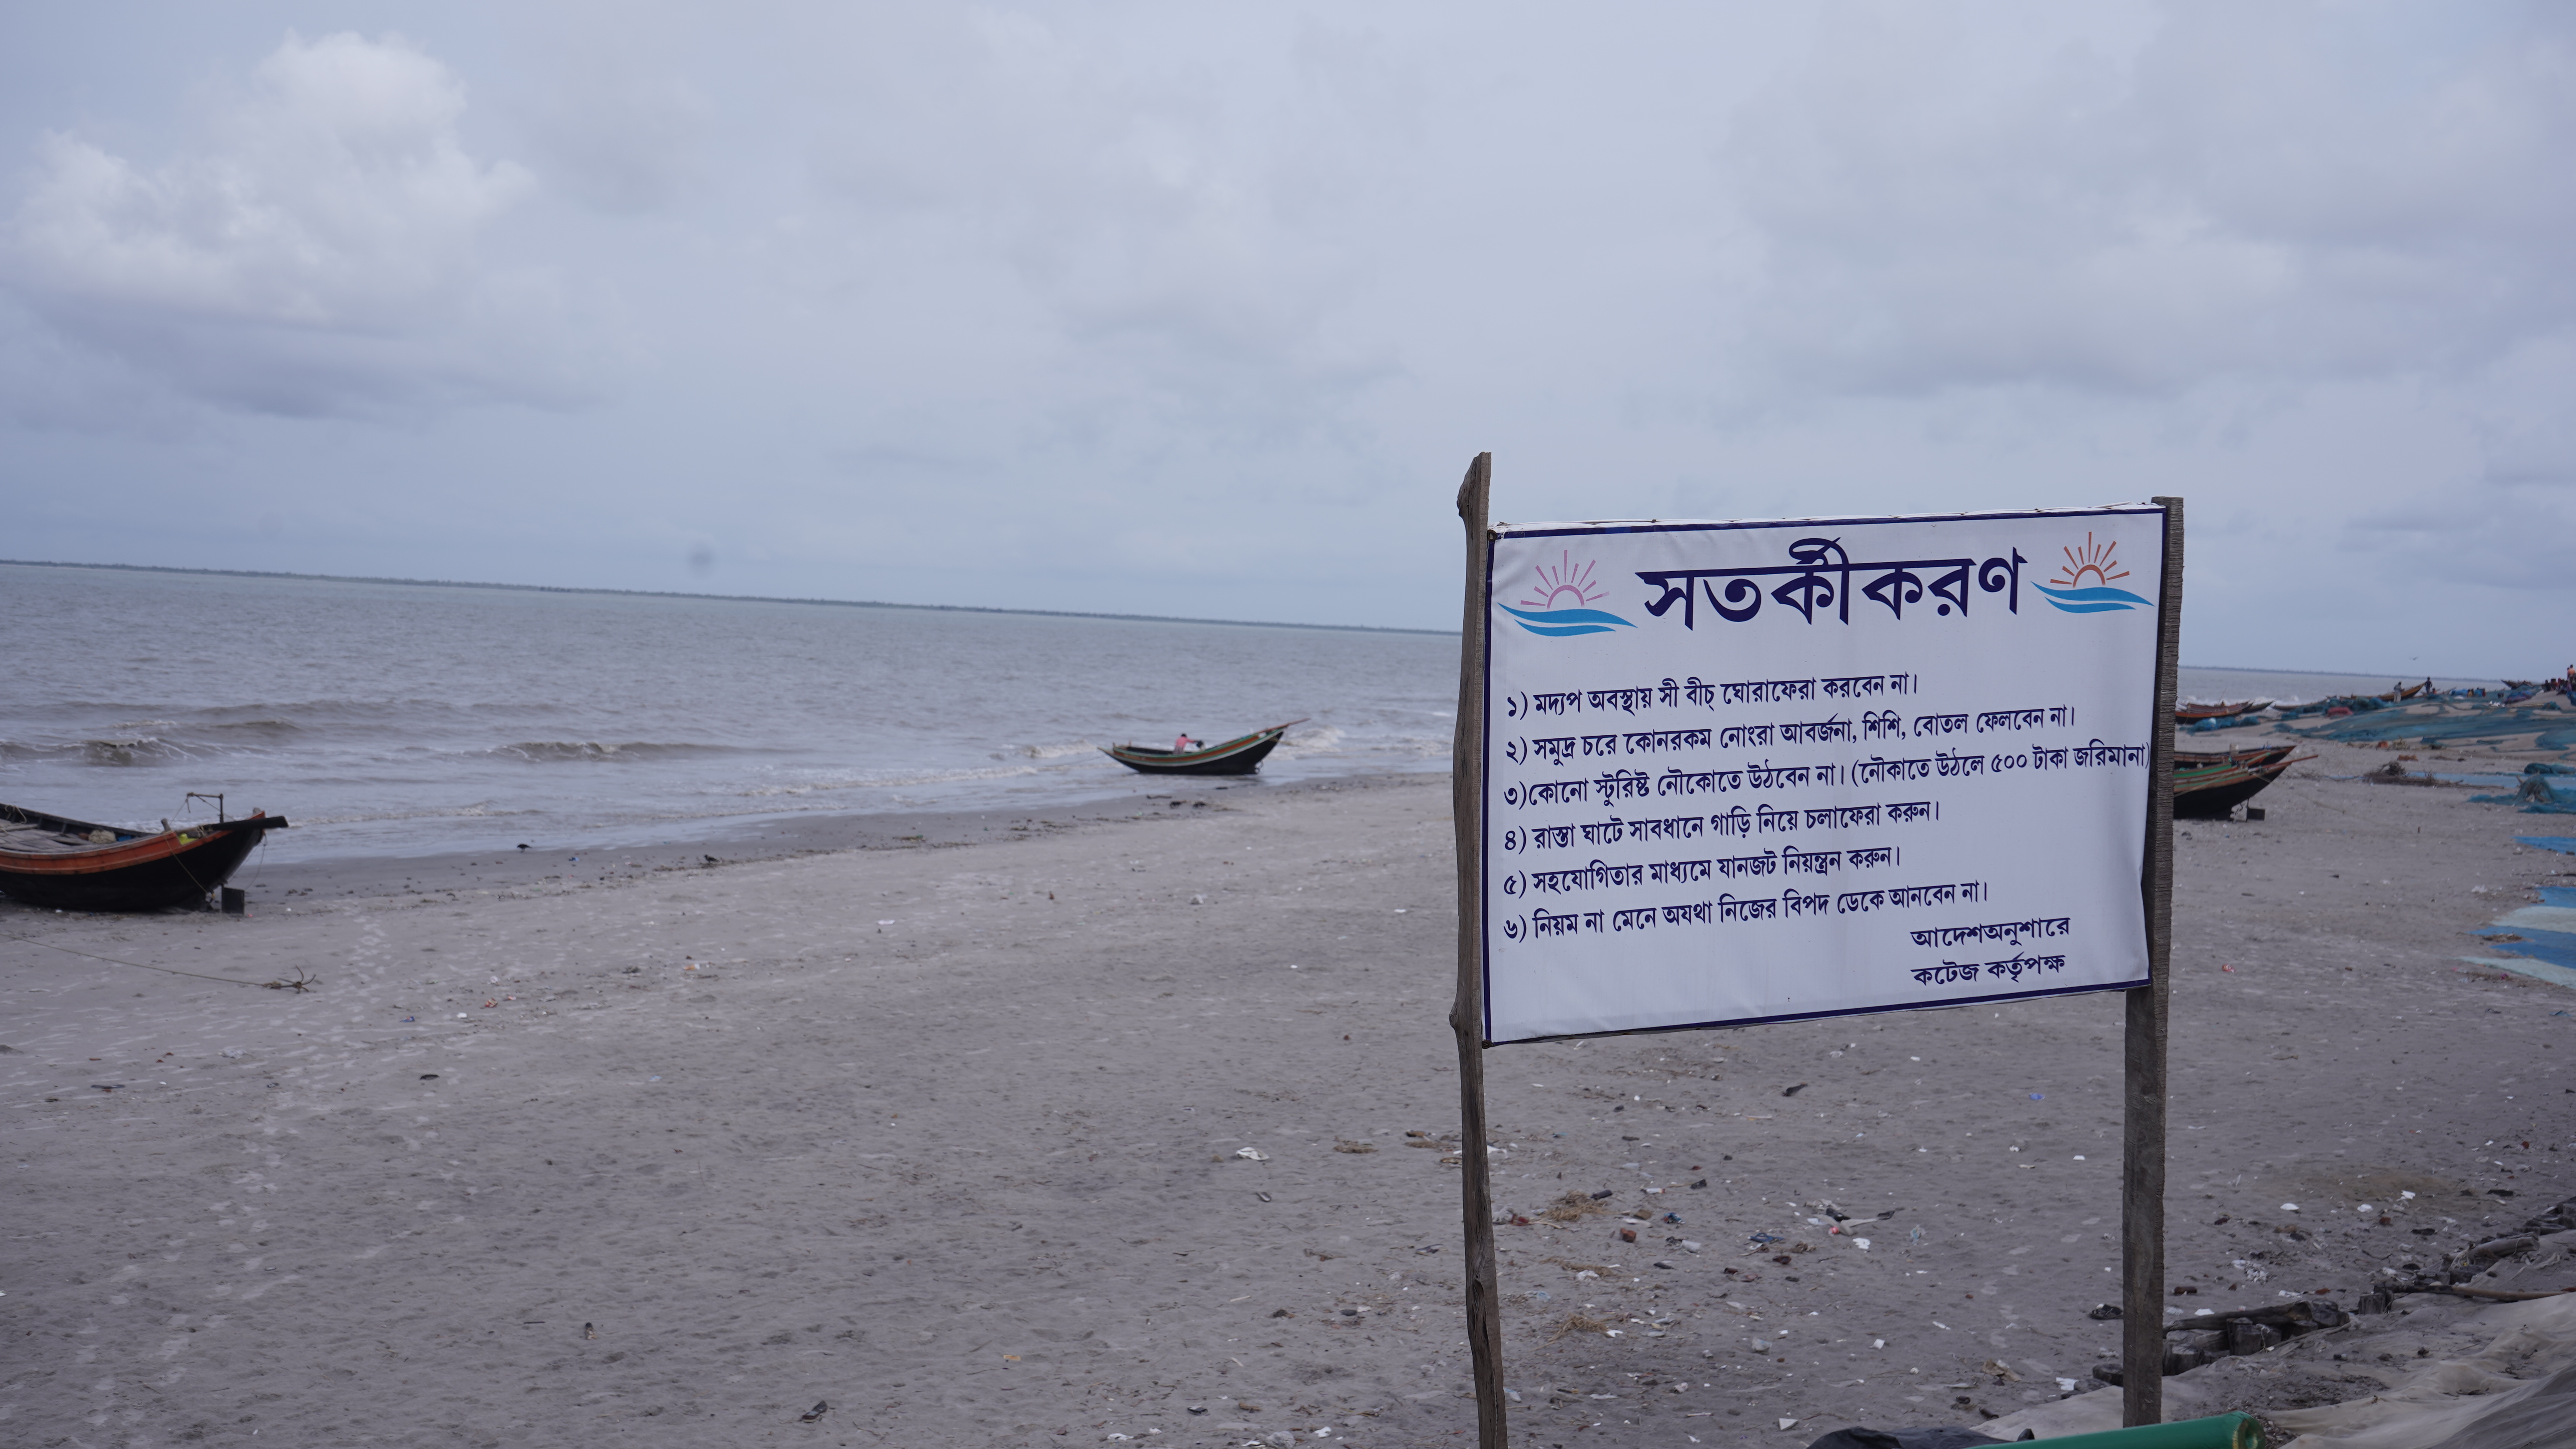 সতর্কীকরণ
১) মদ্যপ অবস্থায় সী বীচ্ ঘোরাফেরা করবেন না।
২) সমুদ্র চরে কোনরকম নোংরা আবর্জনা, শিশি, বোতল ফেলবেন না।
৩)কোনো স্টুরিষ্ট নৌকোতে উঠবেন না। (নৌকাতে উঠলে ৫০০ টাকা জরিমানা)
৪) রাস্তা ঘাটে সাবধানে গাড়ি নিয়ে চলাফেরা করুন।
৫) সহযোগিতার মাধ্যমে যানজট নিয়ন্ত্রন করুন।
৬) নিয়ম না মেনে অযথা নিজের বিপদ ডেকে আনবেন না।
আদেশঅনুশারে
কটেজ কর্তৃপক্ষ